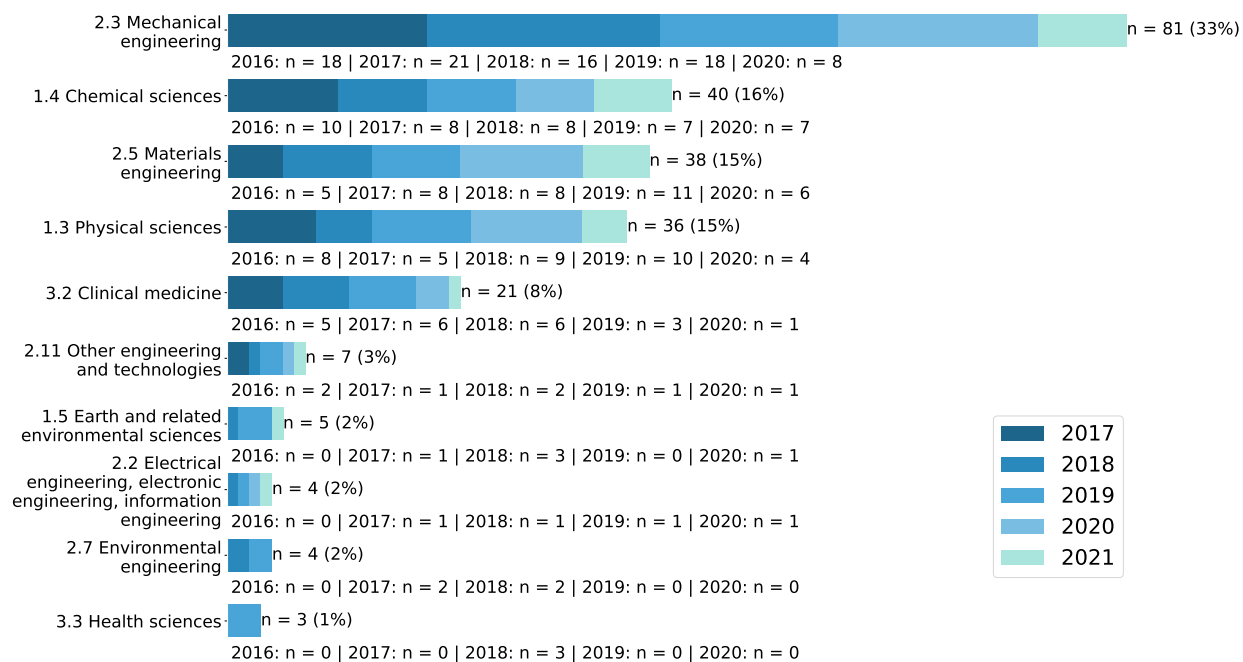 2.3 Mechanical
engineering
n = 81 (33%)
2016: n = 18 | 2017: n = 21 | 2018: n = 16 | 2019: n = 18 | 2020: n = 8
1.4 Chemical sciences
n = 40 (16%)
2016: n = 10 | 2017: n = 8 | 2018: n = 8 | 2019: n = 7 | 2020: n = 7
2.5 Materials
engineering
n = 38 (15%)
2016: n = 5 | 2017: n = 8 | 2018: n = 8 | 2019: n = 11 | 2020: n = 6
1.3 Physical sciences
n = 36 (15%)
2016: n = 8 | 2017: n = 5 | 2018: n = 9 | 2019: n = 10 | 2020: n = 4
3.2 Clinical medicine
n = 21 (8%)
2016: n = 5 | 2017: n = 6 | 2018: n = 6 | 2019: n = 3 | 2020: n = 1
2.11 Other engineering
and technologies
n = 7 (3%)
2016: n = 2 | 2017: n = 1 | 2018: n = 2 | 2019: n = 1 | 2020: n = 1
1.5 Earth and related
environmental sciences
n = 5 (2%)
2016: n = 0 | 2017: n = 1 | 2018: n = 3 | 2019: n = 0 | 2020: n = 1
2.2 Electrical
engineering, electronic
engineering, information
engineering
n = 4 (2%)
2016: n = 0 | 2017: n = 1 | 2018: n = 1 | 2019: n = 1 | 2020: n = 1
2.7 Environmental
engineering
n = 4 (2%)
2016: n = 0 | 2017: n = 2 | 2018: n = 2 | 2019: n = 0 | 2020: n = 0
3.3 Health sciences
n = 3 (1%)
2016: n = 0 | 2017: n = 0 | 2018: n = 3 | 2019: n = 0 | 2020: n = 0
2017
2018
2019
2020
2021